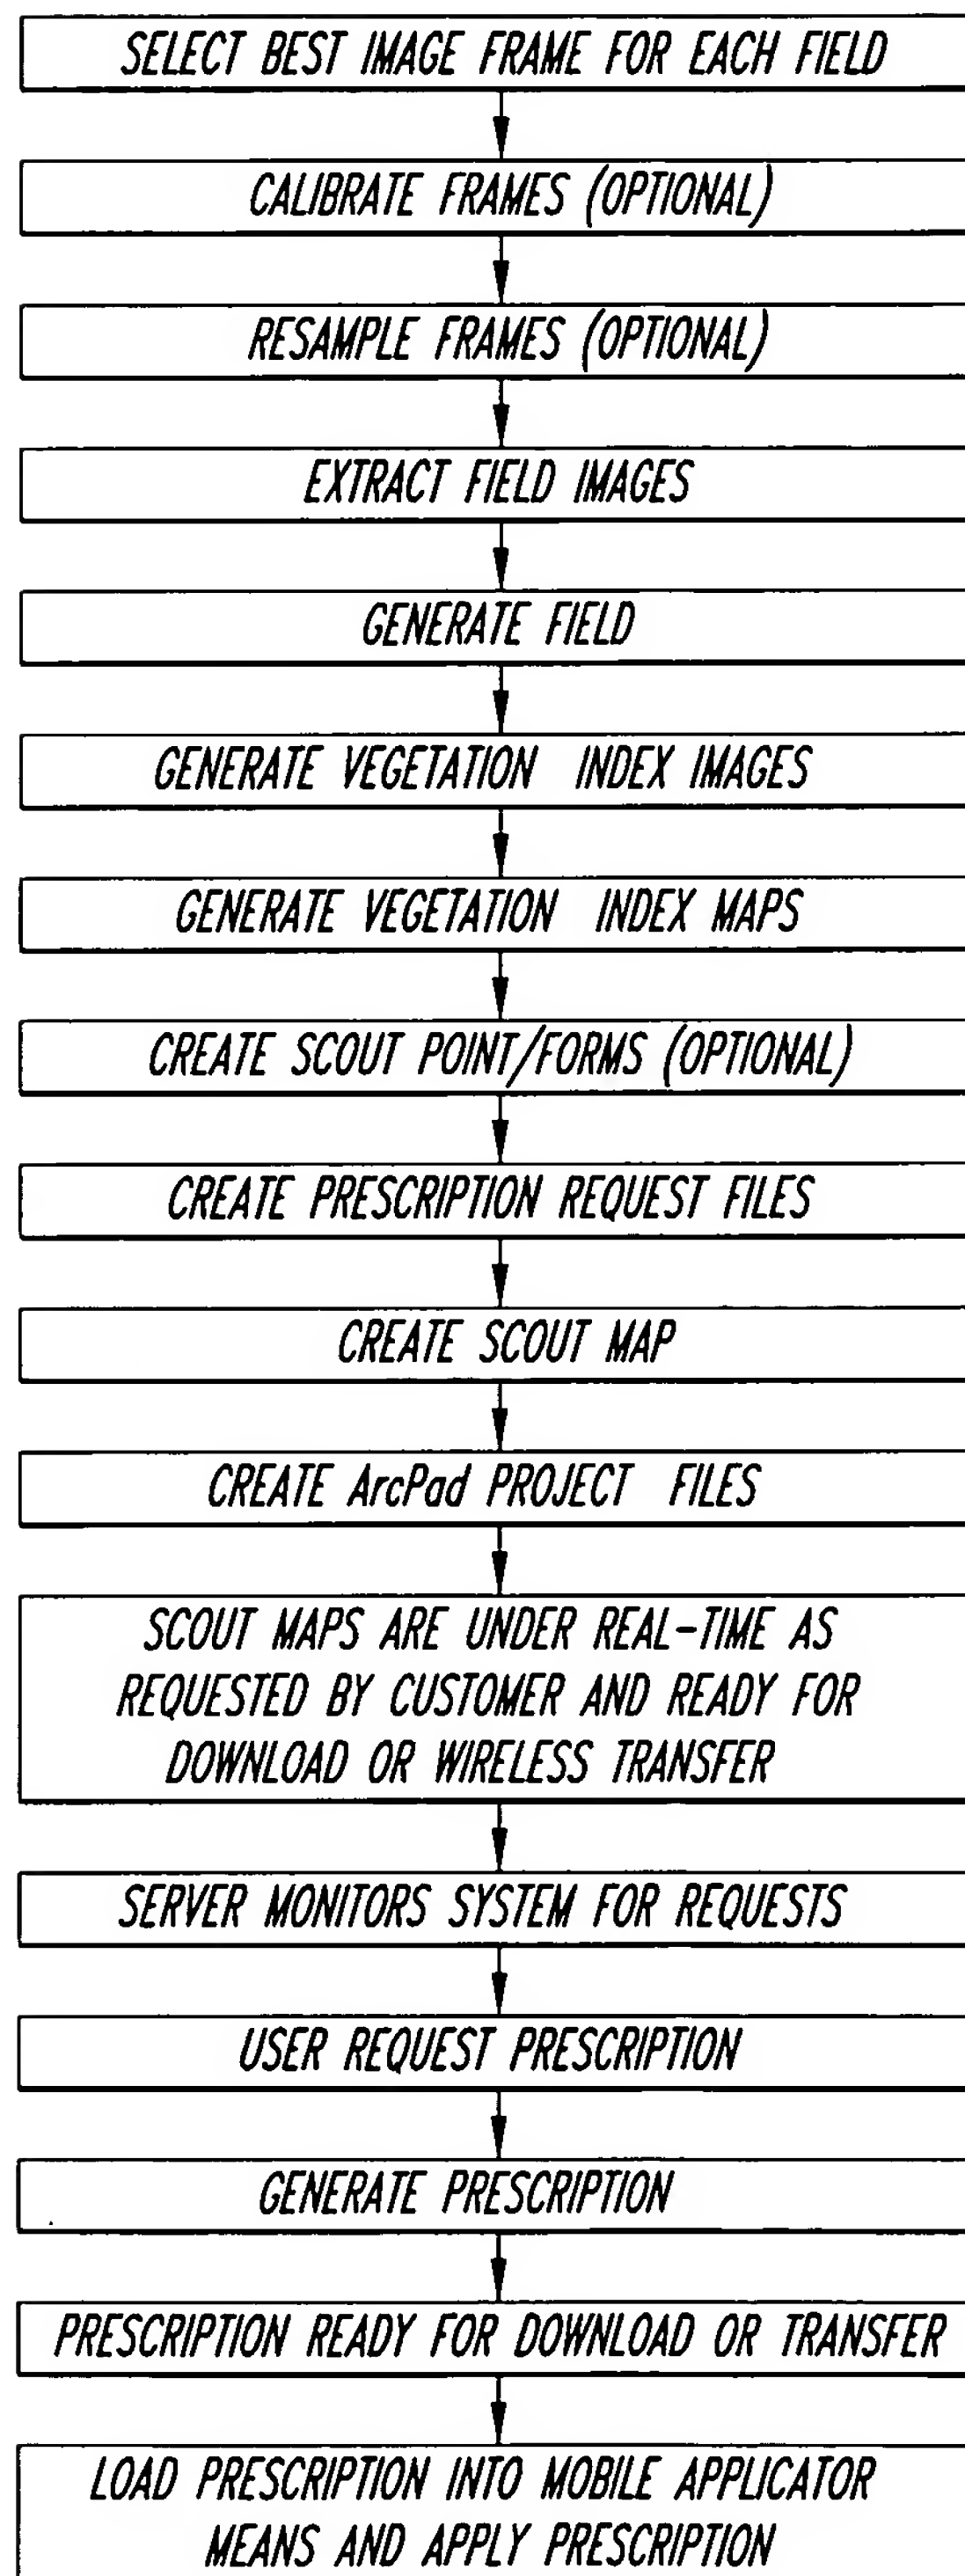 SELECT BEST IMAGE FRAME FOR EACH FIELD
CALIBRATE FRAMES (OPTIONAL)
RESAMPLE FRAMES (OPTIONAL)
EXTRACT FIELD IMAGES
GENERATE FIELD
GENERATE VEGETATION INDEX IMAGES
GENERATE VEGETATION INDEX MAPS
CREATE SCOUT POINT/FORMS (OPTIONAL)
CREATE PRESCRIPTION REQUEST FILES
CREATE SCOUT MAP
CREATE ArcPad PROJECT FILES
SCOUT MAPS ARE UNDER REAL-TIME AS
REQUESTED BY CUSTOMER AND READY FOR
DOWNLOAD OR WIRELESS TRANSFER
SERVER MONITORS SYSTEM FOR REQUESTS
USER REQUEST PRESCRIPTION
GENERATE PRESCRIPTION
PRESCRIPTION READY FOR DOWNLOAD OR TRANSFER
LOAD PRESCRIPTION INTO MOBILE APPLICATOR
MEANS AND APPLY PRESCRIPTION